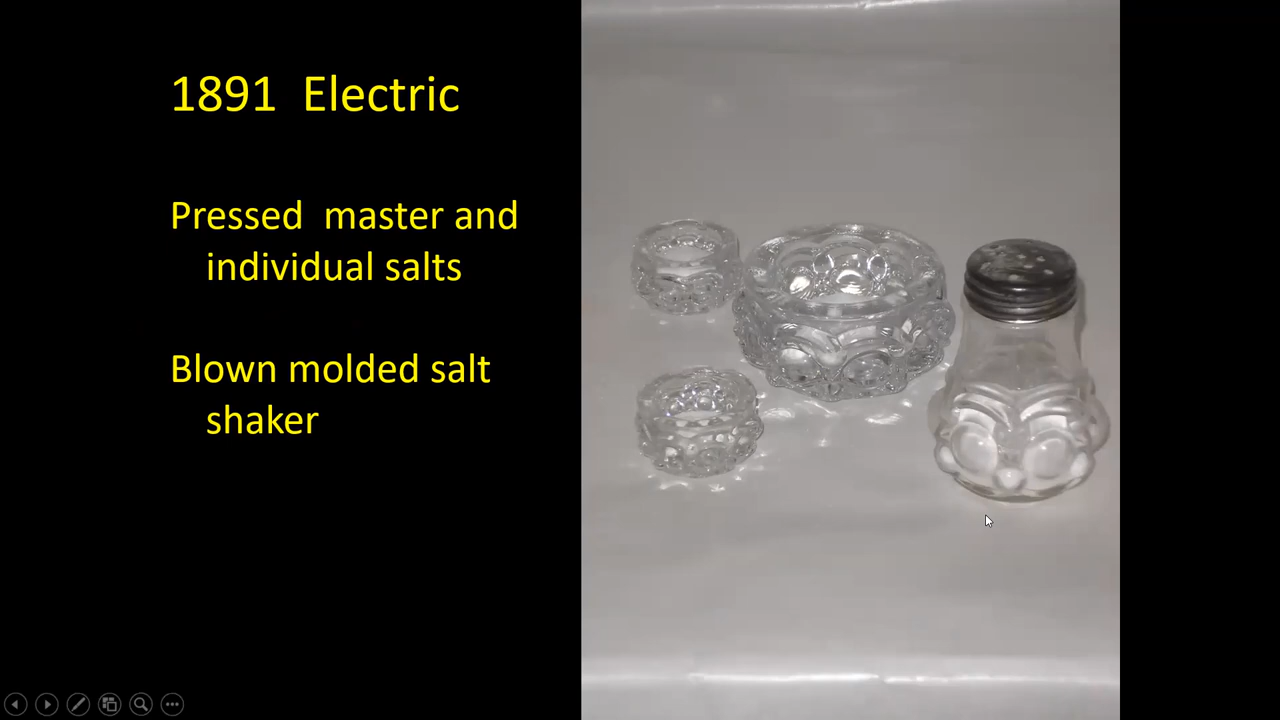 1891  Electric
Pressed  master and
individual salts
Blown molded salt
shaker